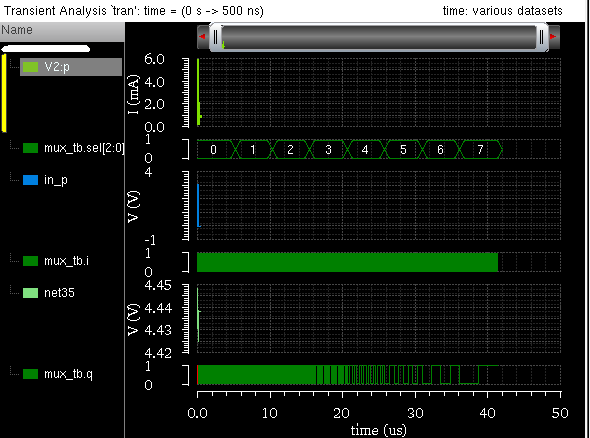 Transient Analysis `tran': time = (0 s -> 500 ns) time: various datasets
Name
V2:p
I (mA)
6.0
4.0
2.0
0.0
mux_tb.sel[2:0]
1
0
0 1 2 3 4 5 6 7
in_p
V (V)
4
-1
mux_tb.i
1
0
net35
V (V)
4.45
4.44
4.43
4.42
mux_tb.q
1
0
0.0 10 20 30 40 50
time (us)